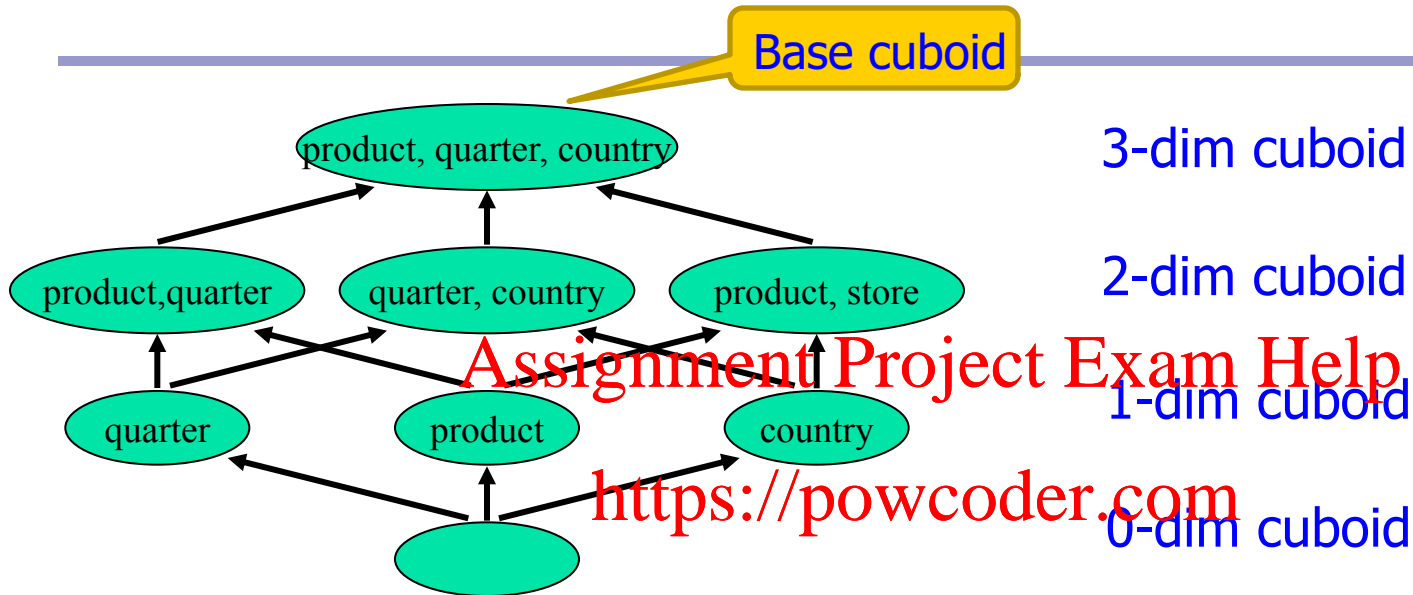 Base cuboid
product, quarter, country
3-dim cuboid
product,quarter
quarter, country
product, store
2-dim cuboid
Assignment Project Exam Help
quarter
product
country
1-dim cuboid
https://powcoder.com
0-dim cuboid